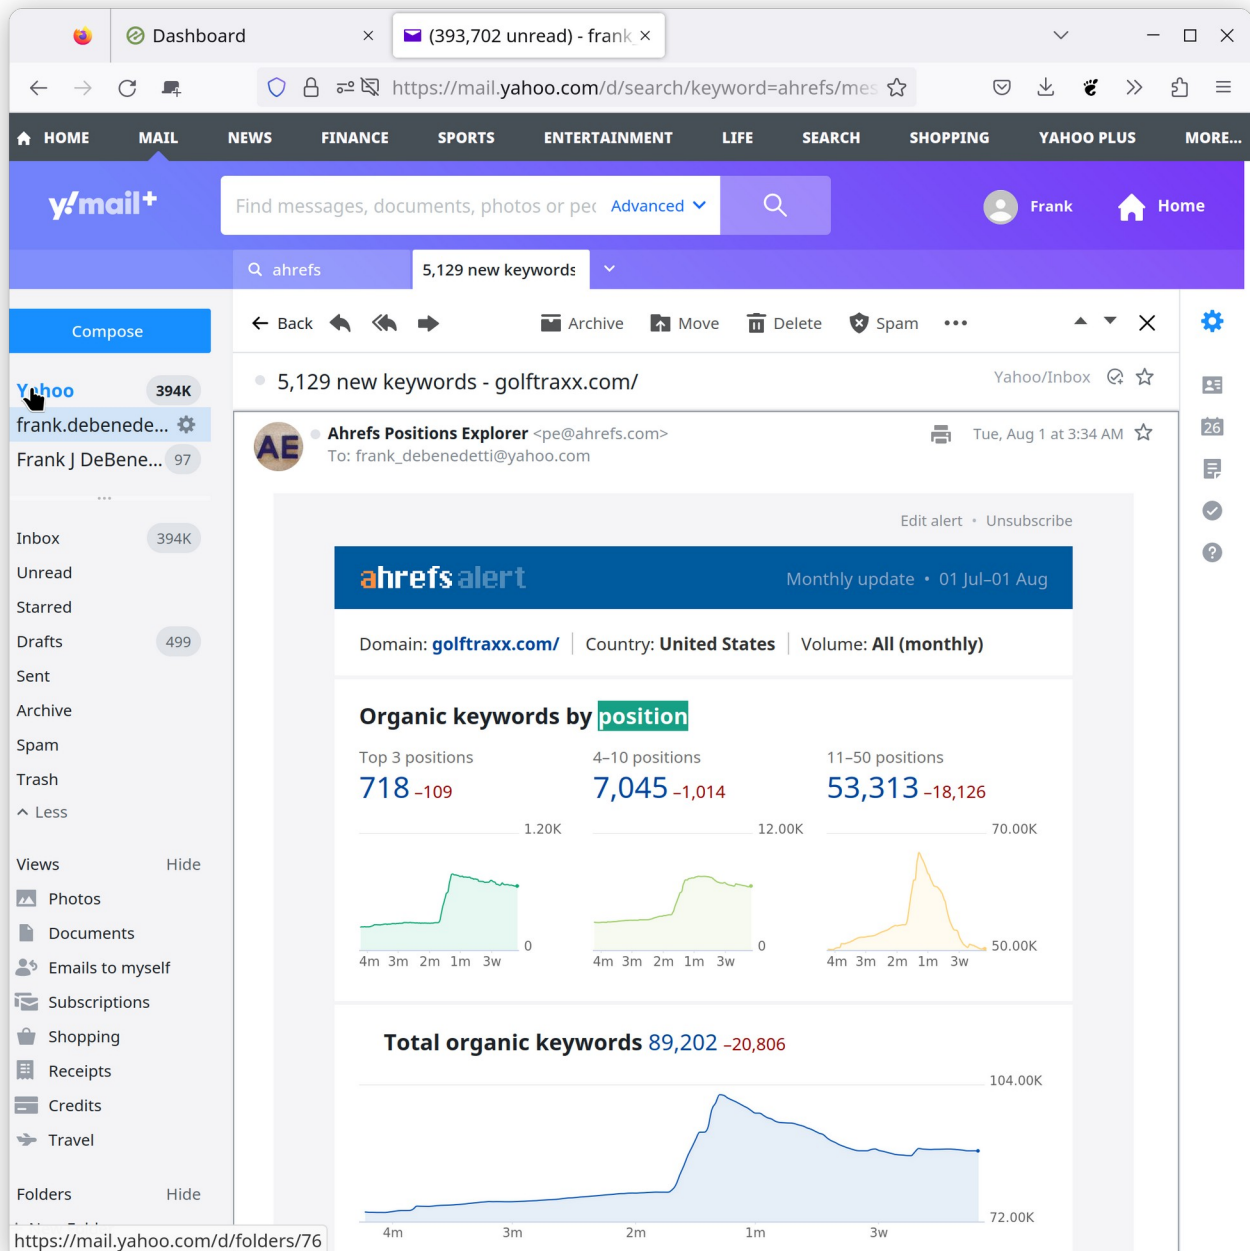 Dashboard
(393,702 unread) - frank_
https://mail.yahoo.com/d/search/keyword=ahrefs/mes
HOME MAIL NEWS FINANCE SPORTS ENTERTAINMENT LIFE SEARCH SHOPPING YAHOO PLUS MORE...
y!mail+
Find messages, documents, photos or pec
Advanced
Frank
Home
ahrefs
5,129 new keywords
Compose
Back
Archive
Move
Delete
Spam
Yahoo 394K
frank.debenede...
Frank J DeBene... 97
Inbox 394K
Unread
Starred
Drafts 499
Sent
Archive
Spam
Trash
Less
Views Hide
Photos
Documents
Emails to myself
Subscriptions
Shopping
Receipts
Credits
Travel
Folders Hide
https://mail.yahoo.com/d/folders/76
5,129 new keywords - golftraxx.com/
Yahoo/Inbox
26
AE
Ahrefs Positions Explorer <pe@ahrefs.com>
Tue, Aug 1 at 3:34 AM
To: frank_debenedetti@yahoo.com
Edit alert • Unsubscribe
ahrefs alert
Monthly update • 01 Jul–01 Aug
Domain: golftraxx.com/ Country: United States Volume: All (monthly)
Organic keywords by position
Top 3 positions
718 –109
1.20K
0
4m 3m 2m 1m 3w
4–10 positions
7,045 –1,014
12.00K
0
4m 3m 2m 1m 3w
11–50 positions
53,313 –18,126
70.00K
50.00K
4m 3m 2m 1m 3w
Total organic keywords 89,202 –20,806
104.00K
72.00K
4m 3m 2m 1m 3w